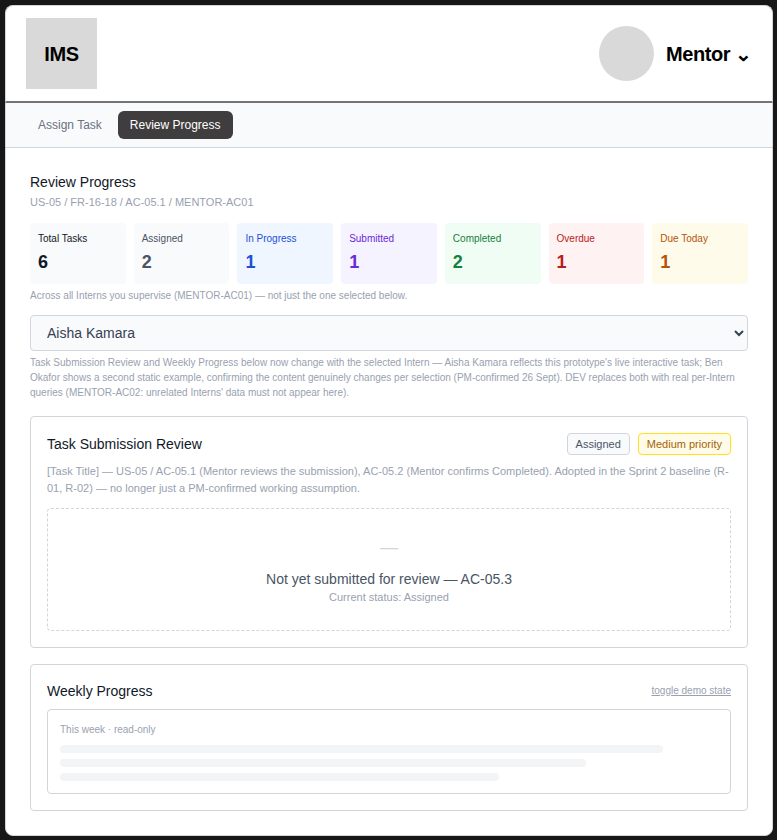 IMS
Mentor
Assign Task
Review Progress
Review Progress
US-05 / FR-16-18 / AC-05.1 / MENTOR-AC01
Total Tasks
6
Assigned
2
In Progress
1
Submitted
1
Completed
2
Overdue
1
Due Today
1
Across all Interns you supervise (MENTOR-AC01) — not just the one selected below.
Aisha Kamara
Task Submission Review and Weekly Progress below now change with the selected Intern — Aisha Kamara reflects this prototype's live interactive task; Ben
Okafor shows a second static example, confirming the content genuinely changes per selection (PM-confirmed 26 Sept). DEV replaces both with real per-Intern
queries (MENTOR-AC02: unrelated Interns' data must not appear here).
Task Submission Review
Assigned
Medium priority
[Task Title] — US-05 / AC-05.1 (Mentor reviews the submission), AC-05.2 (Mentor confirms Completed). Adopted in the Sprint 2 baseline (R-
01, R-02) — no longer just a PM-confirmed working assumption.
—
Not yet submitted for review — AC-05.3
Current status: Assigned
Weekly Progress
toggle demo state
This week · read-only